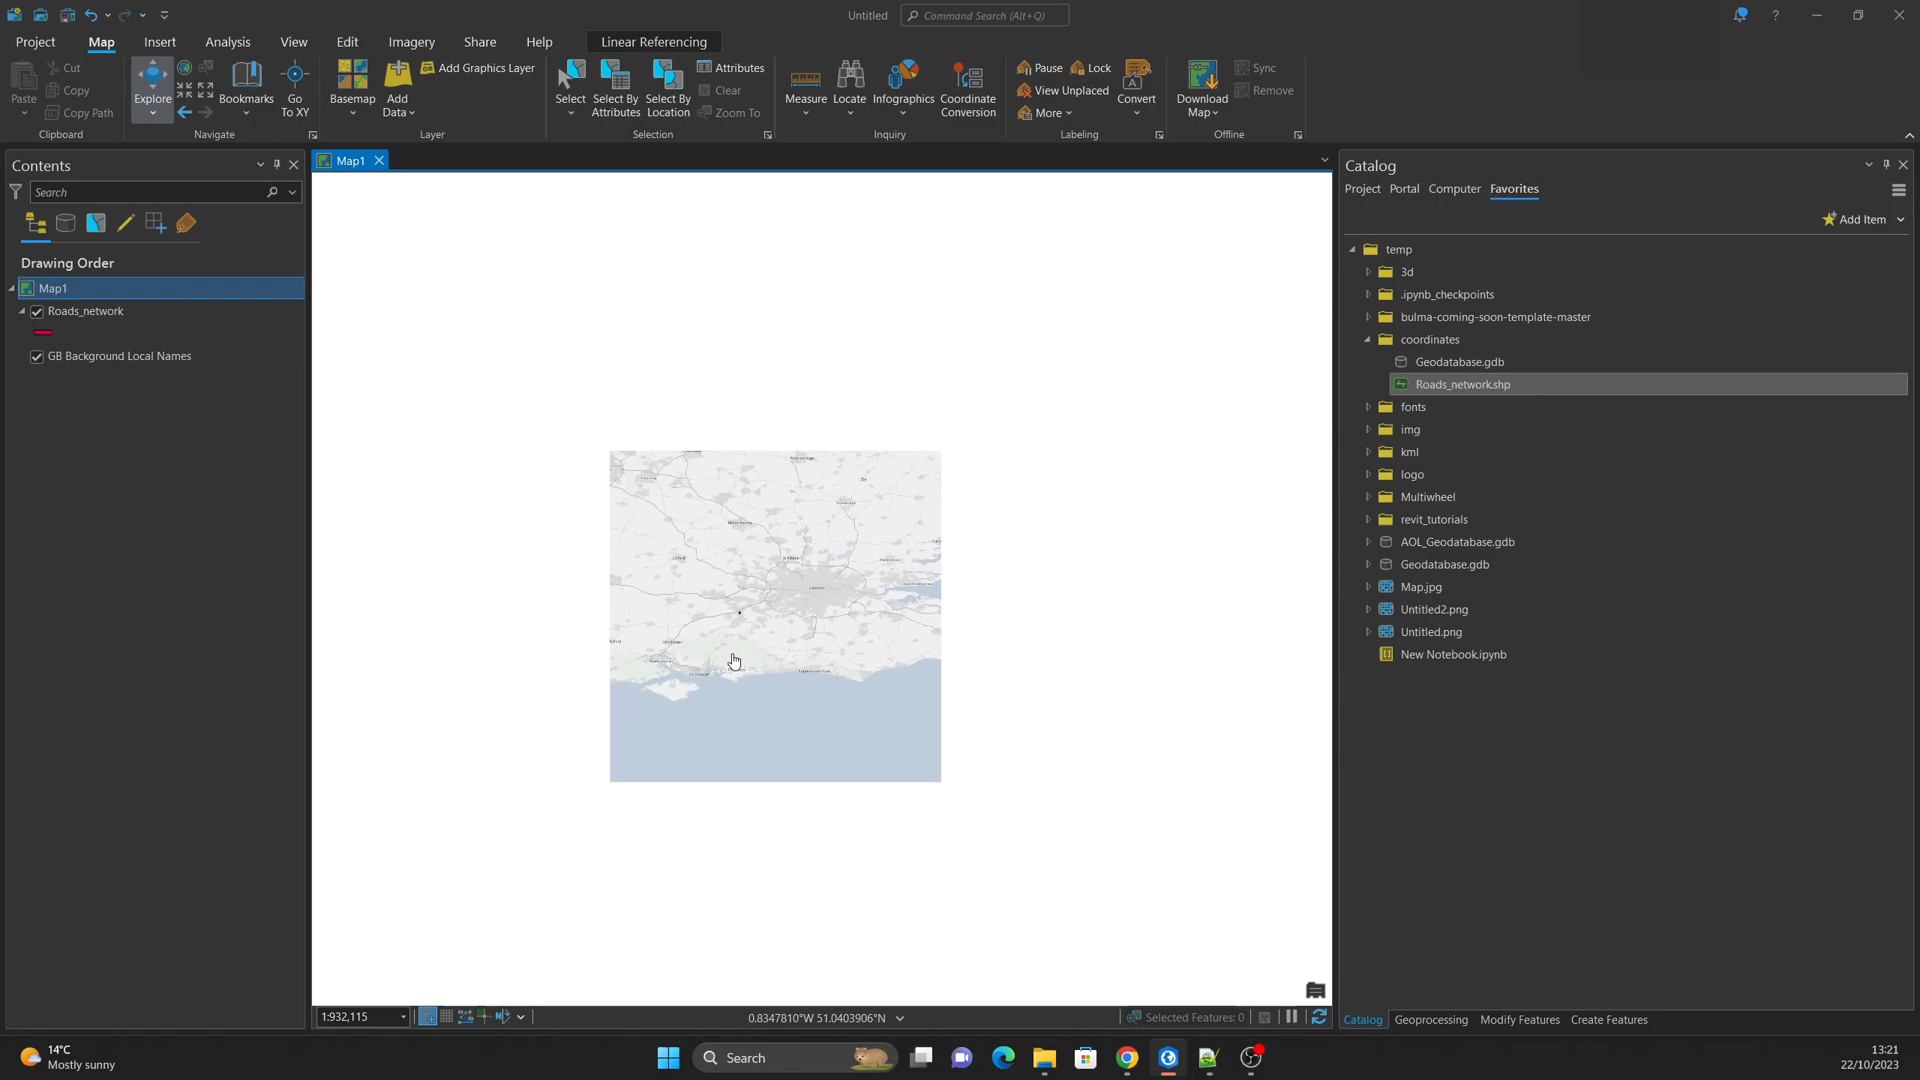 Untitled
Command Search (Alt+Q)
Project Map Insert Analysis View Edit Imagery Share Help Linear Referencing
Paste
Cut
Copy
Copy Path
Clipboard
Explore
Bookmarks
Go To XY
Navigate
Basemap
Add Data
Add Graphics Layer
Layer
Select
Select By Attributes
Select By Location
Attributes
Clear
Zoom To
Selection
Measure
Locate
Infographics
Coordinate Conversion
Inquiry
Pause Lock
View Unplaced
More
Convert
Labeling
Download Map
Sync
Remove
Offline
Contents
Search
Drawing Order
Map1
Roads_network
GB Background Local Names
Map1
London
1:932,115
0.8347810°W 51.0403906°N
Selected Features: 0
Catalog
Project Portal Computer Favorites
Add Item
temp
3d
.ipynb_checkpoints
bulma-coming-soon-template-master
coordinates
Geodatabase.gdb
Roads_network.shp
fonts
img
kml
logo
Multiwheel
revit_tutorials
AOL_Geodatabase.gdb
Geodatabase.gdb
Map.jpg
Untitled2.png
Untitled.png
New Notebook.ipynb
Catalog Geoprocessing Modify Features Create Features
14°C
Mostly sunny
Search
13:21
22/10/2023